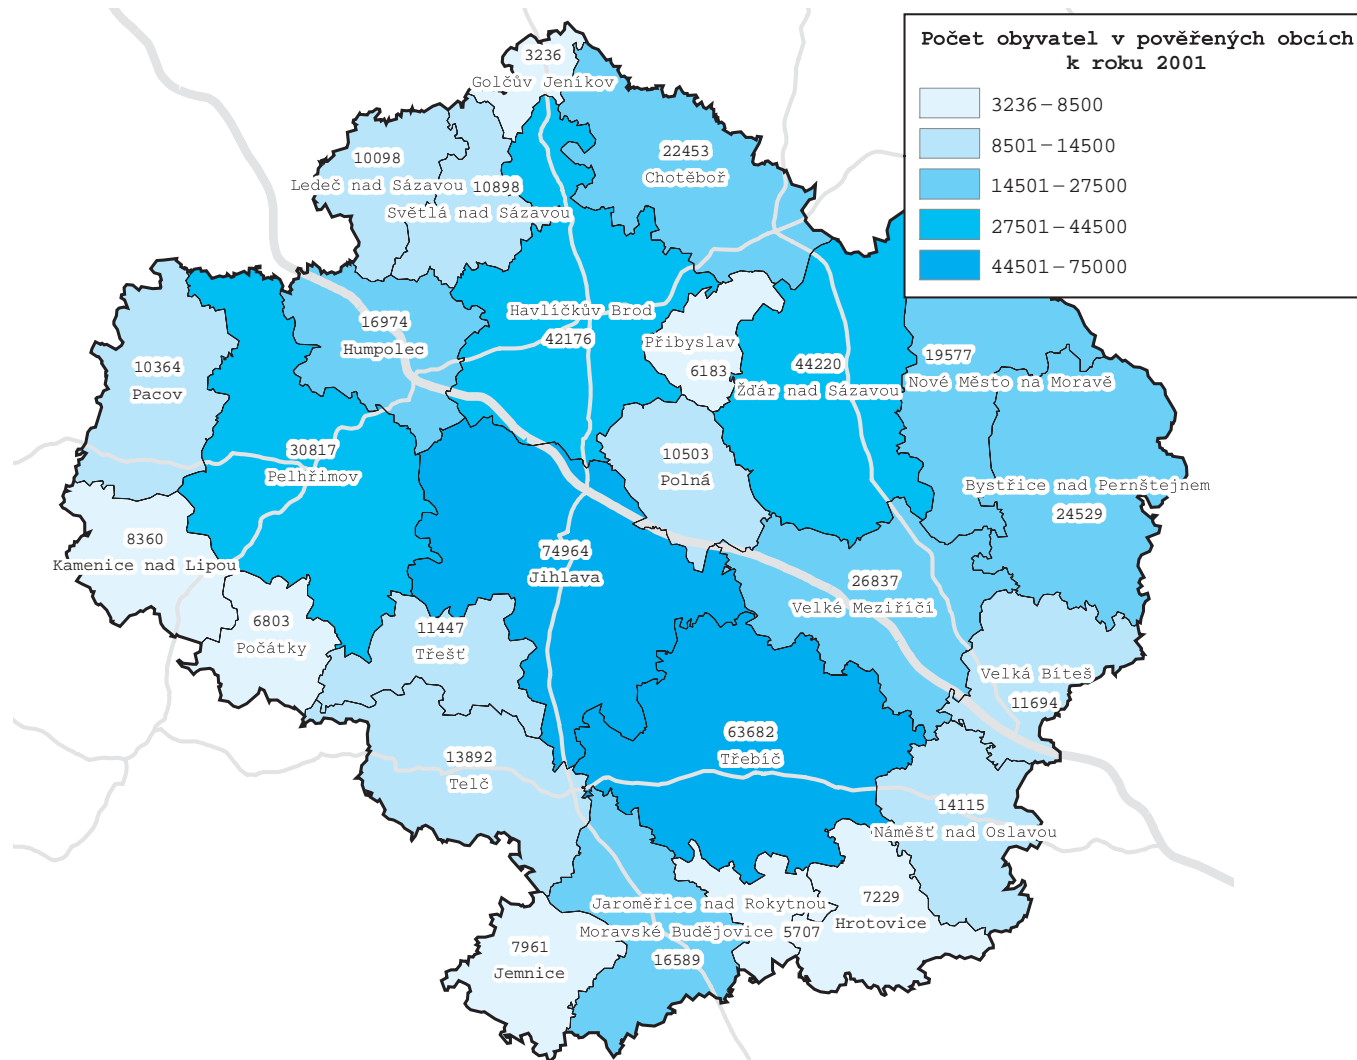 Počet obyvatel v pověřených obcích
k roku 2001
3236–8500
8501–14500
14501–27500
27501–44500
44501–75000
3236
Golčův Jeníkov
10098
Ledeč nad Sázavou
10898
Světlá nad Sázavou
22453
Chotěboř
Havlíčkův Brod
42176
16974
Humpolec
Přibyslav
6183
44220
Žďár nad Sázavou
19577
Nové Město na Moravě
10364
Pacov
30817
Pelhřimov
10503
Polná
Bystřice nad Pernštejnem
24529
8360
Kamenice nad Lipou
74964
Jihlava
26837
Velké Meziříčí
6803
Počátky
11447
Třešť
Velká Bíteš
11694
63682
Třebíč
13892
Telč
14115
Náměšť nad Oslavou
Jaroměřice nad Rokytnou
5707
7229
Hrotovice
Moravské Budějovice
16589
7961
Jemnice